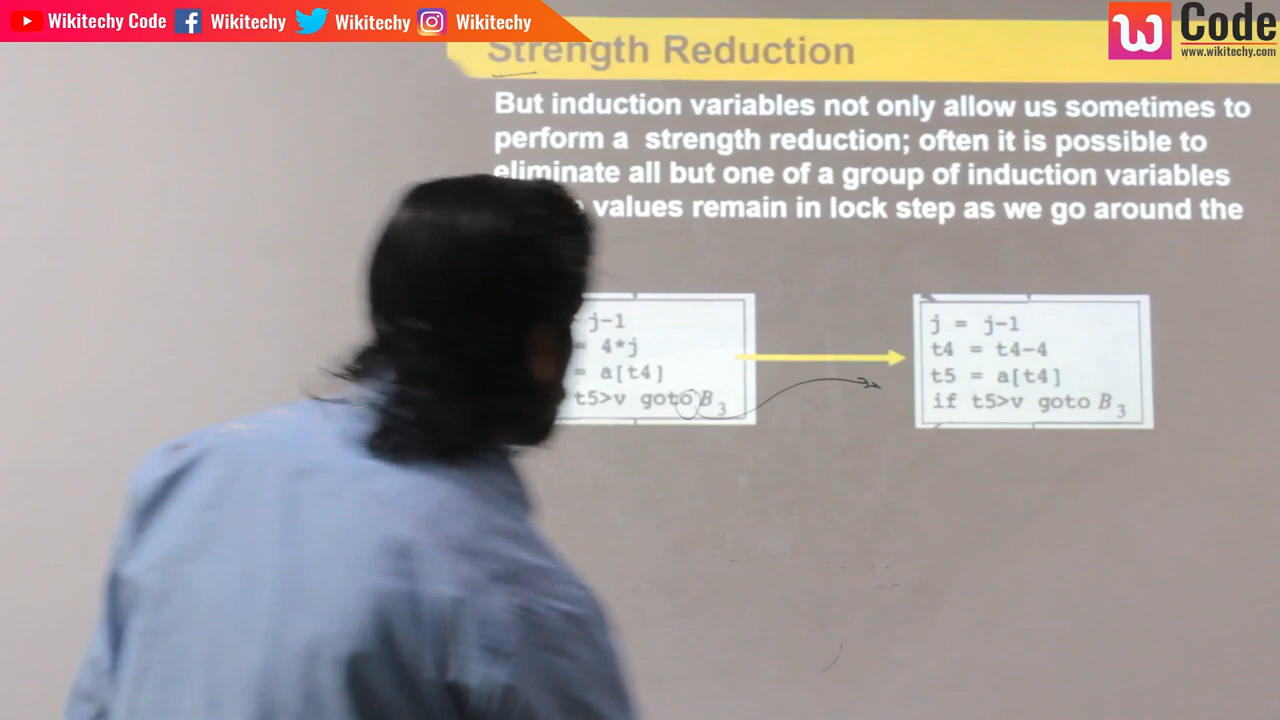 Wikitechy Code Wikitechy Wikitechy Wikitechy
Code
www.wikitechy.com
Strength Reduction
But induction variables not only allow us sometimes to
perform a strength reduction; often it is possible to
eliminate all but one of a group of induction variables
values remain in lock step as we go around the
j-1
= 4*j
= a[t4]
t5>v goto B3
j = j-1
t4 = t4-4
t5 = a[t4]
if t5>v goto B3